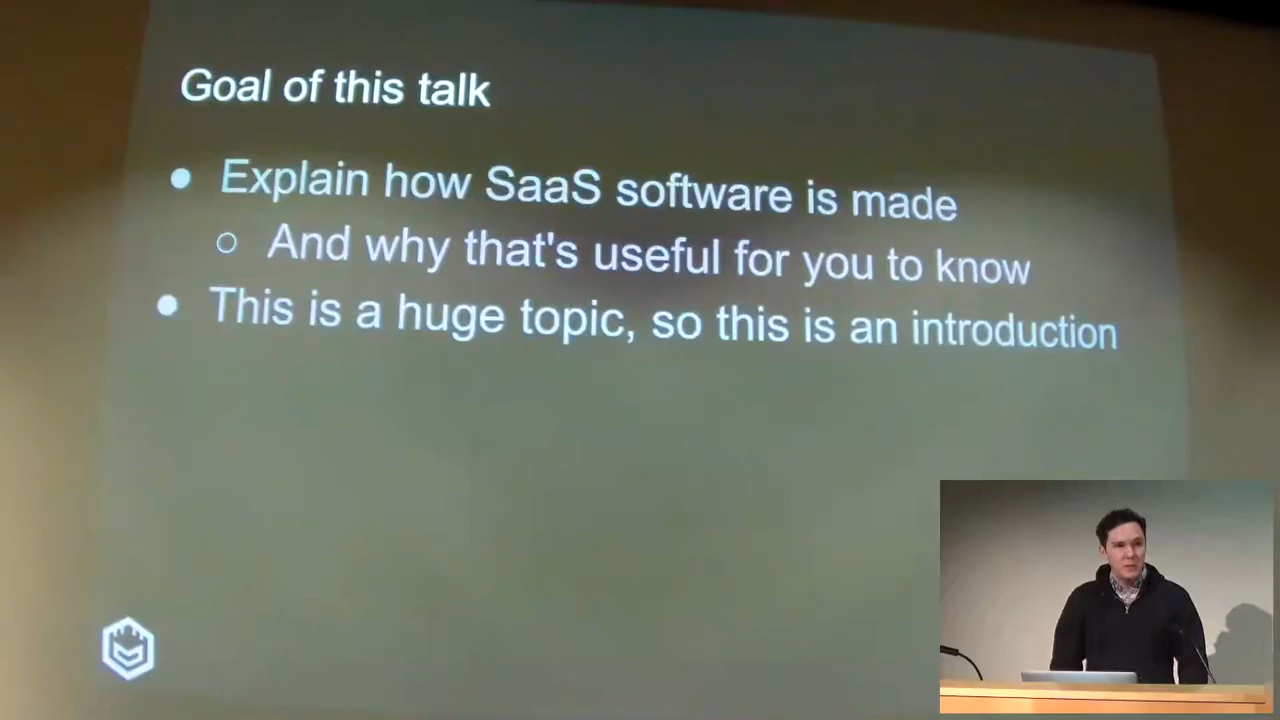 Goal of this talk
● Explain how SaaS software is made
○ And why that's useful for you to know
● This is a huge topic, so this is an introduction